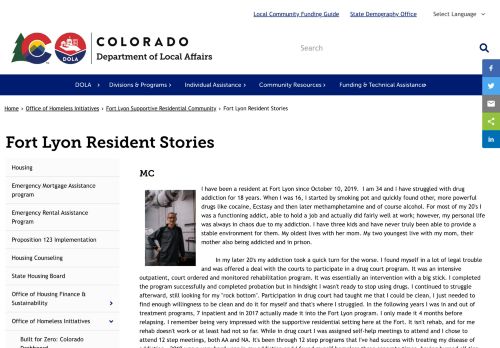 Local Community Funding Guide State Demography Office Select Language
COLORADO
Department of Local Affairs
DOLA
Search
DOLA Divisions & Programs Individual Assistance Community Resources Funding & Technical Assistance
Home › Office of Homeless Initiatives › Fort Lyon Supportive Residential Community › Fort Lyon Resident Stories
Fort Lyon Resident Stories
Housing
Emergency Mortgage Assistance
program
Emergency Rental Assistance
Program
Proposition 123 Implementation
Housing Counseling
State Housing Board
Office of Housing Finance &
Sustainability
Office of Homeless Initiatives
Built for Zero: Colorado
Dashboard
MC
I have been a resident at Fort Lyon since October 10, 2019. I am 34 and I have struggled with drug
addiction for 18 years. When I was 16, I started by smoking pot and quickly found other, more powerful
drugs like cocaine, Ecstasy and then later methamphetamine and of course alcohol. For most of my 20's I
was a functioning addict, able to hold a job and actually did fairly well at work; however, my personal life
was always in chaos due to my addiction. I have three kids and have never truly been able to provide a
stable environment for them. My oldest lives with her mom. My two youngest live with my mom, their
mother also being addicted and in prison.
In my later 20's my addiction took a quick turn for the worse. I found myself in a lot of legal trouble
and was offered a deal with the courts to participate in a drug court program. It was an intensive
outpatient, court ordered and monitored rehabilitation program. It was essentially an intervention with a big stick. I completed
the program successfully and completed probation but in hindsight I wasn't ready to stop using drugs. I continued to struggle
afterward, still looking for my "rock bottom". Participation in drug court had taught me that I could be clean, I just needed to
find enough willingness to be clean and do it for myself and that's where I struggled. In the following years I was in and out of
treatment programs, 7 inpatient and in 2017 actually made it into the Fort Lyon program. I only made it 4 months before
relapsing. I remember being very impressed with the supportive residential setting here at the Fort. It isn't rehab, and for me
rehab doesn't work or at least had not so far. While in drug court I was assigned self-help meetings to attend and I chose to
attend 12 step meetings, both AA and NA. It's been through 12 step programs that I've had success with treating my disease of